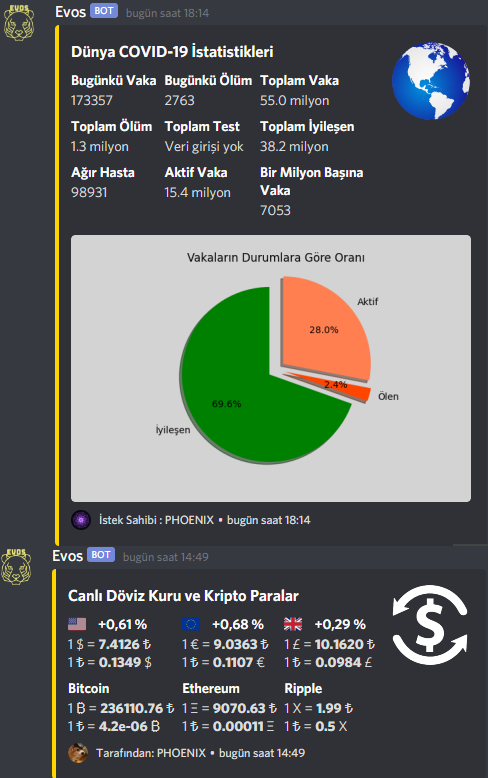 EVOS
Evos BOT bugün saat 18:14
Dünya COVID-19 İstatistikleri
Bugünkü Vaka Bugünkü Ölüm Toplam Vaka
173357 2763 55.0 milyon
Toplam Ölüm Toplam Test Toplam İyileşen
1.3 milyon Veri girişi yok 38.2 milyon
Ağır Hasta Aktif Vaka Bir Milyon Başına
Vaka
98931 15.4 milyon 7053
Vakaların Durumlara Göre Oranı
Aktif
28.0%
2.4%
Ölen
69.6%
İyileşen
İstek Sahibi : PHOENIX • bugün saat 18:14
EVOS
Evos BOT bugün saat 14:49
Canlı Döviz Kuru ve Kripto Paralar
+0,61 % +0,68 % +0,29 %
1 $ = 7.4126 ₺ 1 € = 9.0363 ₺ 1 £ = 10.1620 ₺
1 ₺ = 0.1349 $ 1 ₺ = 0.1107 € 1 ₺ = 0.0984 £
Bitcoin Ethereum Ripple
1 ₿ = 236110.76 ₺ 1 Ξ = 9070.63 ₺ 1 X = 1.99 ₺
1 ₺ = 4.2e-06 ₿ 1 ₺ = 0.00011 Ξ 1 ₺ = 0.5 X
$
Tarafından: PHOENIX • bugün saat 14:49